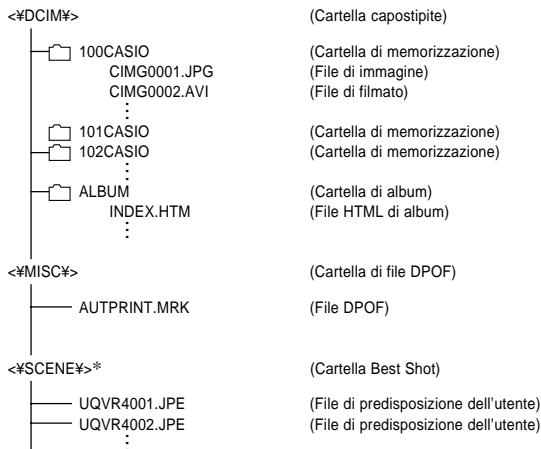 <¥DCIM¥> (Cartella capostipite)
100CASIO (Cartella di memorizzazione)
CIMG0001.JPG (File di immagine)
CIMG0002.AVI (File di filmato)
101CASIO (Cartella di memorizzazione)
102CASIO (Cartella di memorizzazione)
ALBUM (Cartella di album)
INDEX.HTM (File HTML di album)
<¥MISC¥> (Cartella di file DPOF)
AUTPRINT.MRK (File DPOF)
<¥SCENE¥>* (Cartella Best Shot)
UQVR4001.JPE (File di predisposizione dell'utente)
UQVR4002.JPE (File di predisposizione dell'utente)